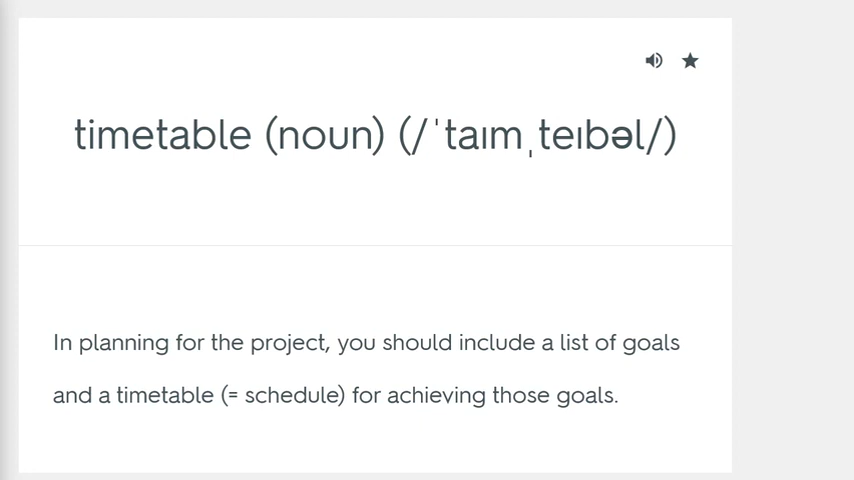 timetable (noun) (/ˈtaɪmˌteɪbəl/)
In planning for the project, you should include a list of goals
and a timetable (= schedule) for achieving those goals.